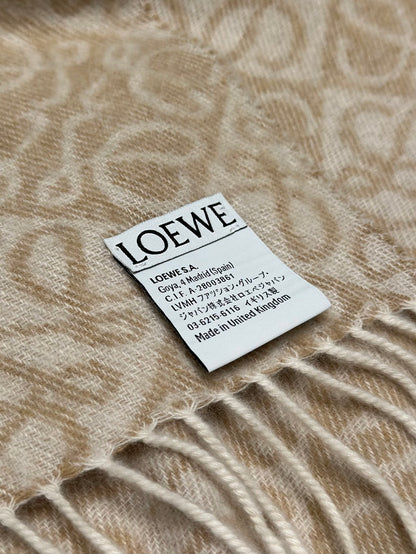 LOEWE
LOEWE S.A.
Goya, 4 Madrid (Spain)
C.I.F. A-28003861
LVMH ファッション・グループ・
ジャパン株式会社ロエベジャパン
03-6215-6116 イギリス製
Made in United Kingdom